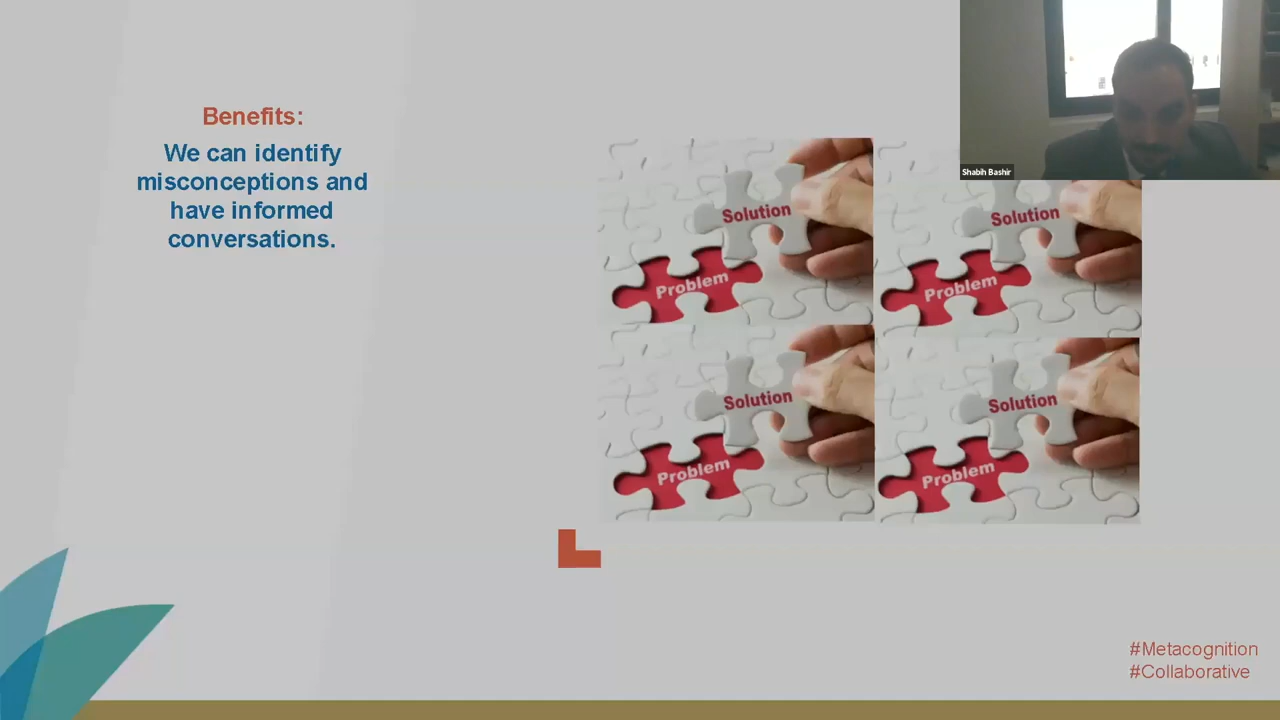 Benefits:
We can identify
misconceptions and
have informed
conversations.
Shabih Bashir
Solution
Problem
Solution
Problem
Solution
Problem
Solution
Problem
#Metacognition
#Collaborative